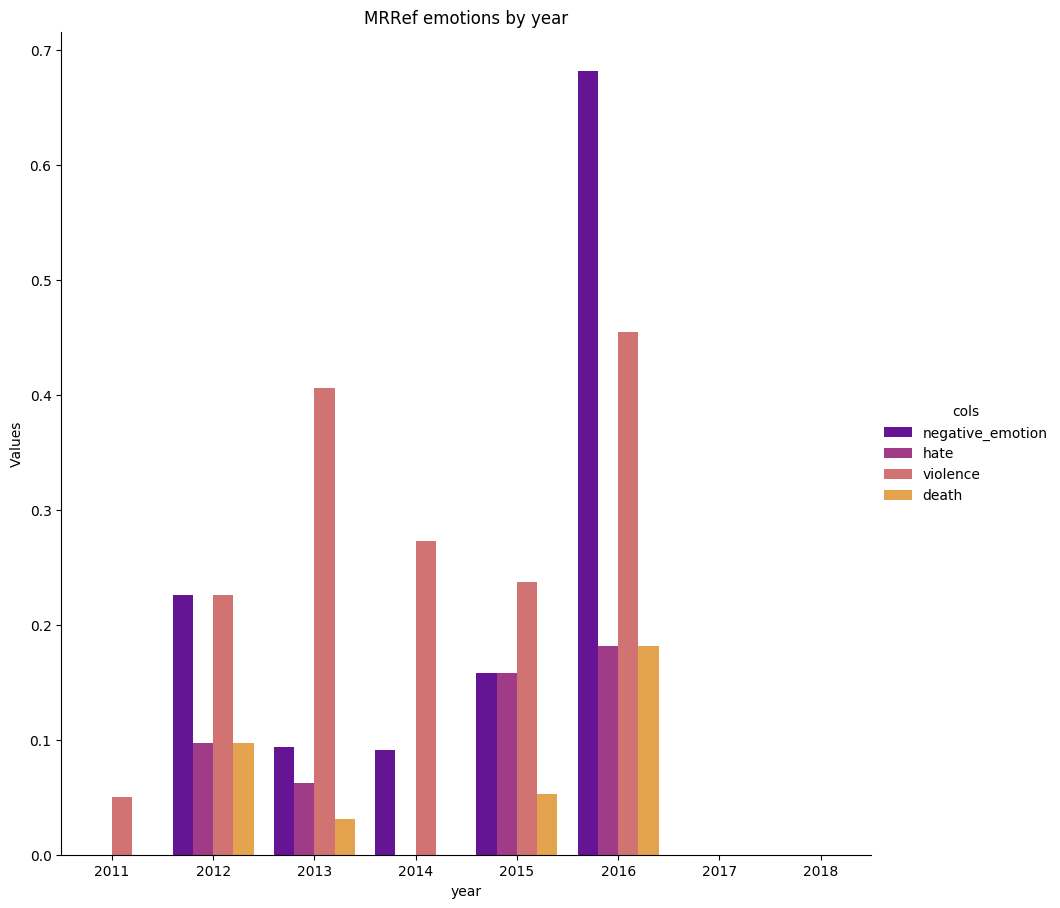 MRRef emotions by year
0.7
0.6
0.5
0.4
0.3
0.2
0.1
0.0
Values
2011 2012 2013 2014 2015 2016 2017 2018
year
cols
negative_emotion
hate
violence
death